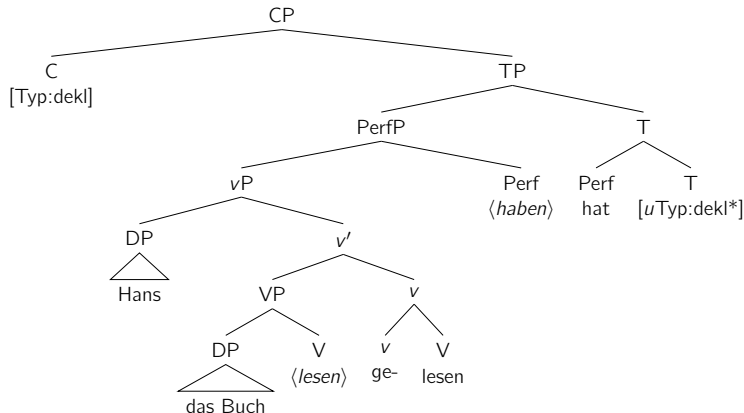 CP
C TP
[Typ:dekl]
PerfP T
vP Perf Perf T
⟨haben⟩ hat [uTyp:dekl*]
DP v′
Hans VP v
DP V v V
⟨lesen⟩ ge- lesen
das Buch